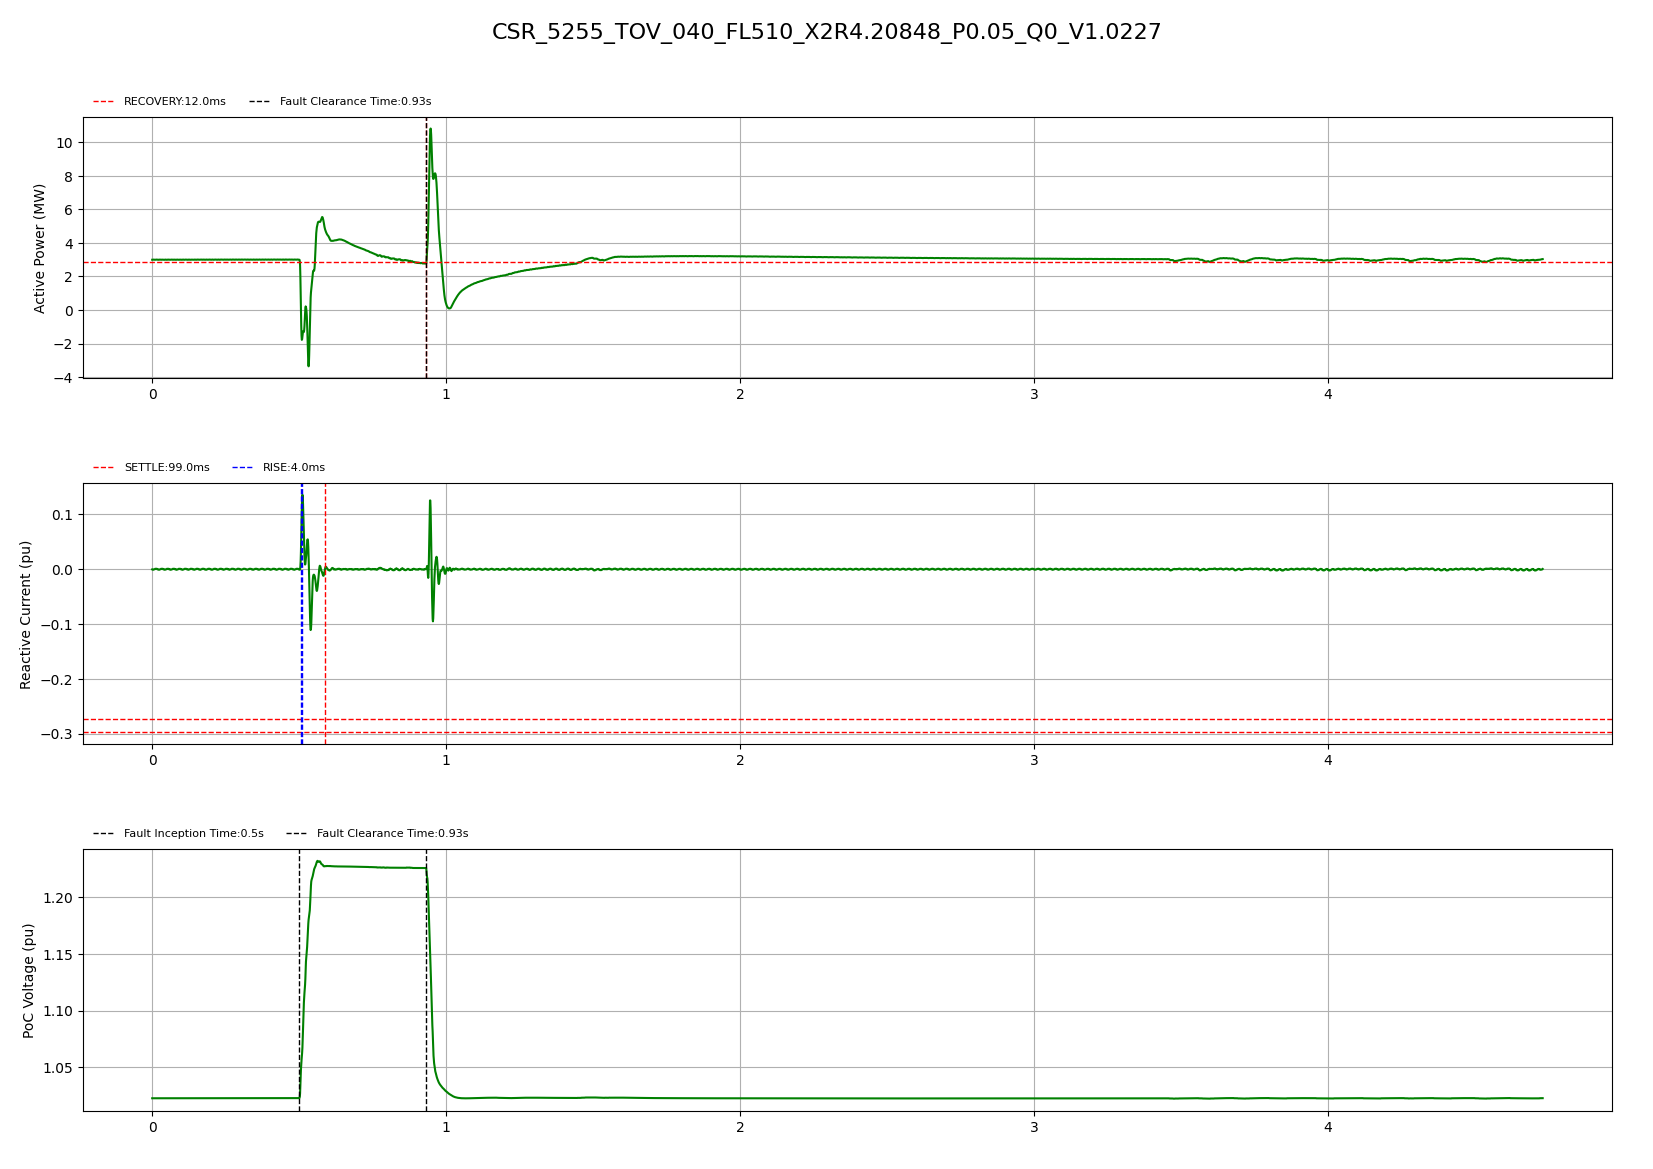 CSR_5255_TOV_040_FL510_X2R4.20848_P0.05_Q0_V1.0227
RECOVERY:12.0ms Fault Clearance Time:0.93s
Active Power (MW)
10
8
6
4
2
0
−2
−4
0 1 2 3 4
SETTLE:99.0ms RISE:4.0ms
Reactive Current (pu)
0.1
0.0
−0.1
−0.2
−0.3
0 1 2 3 4
Fault Inception Time:0.5s Fault Clearance Time:0.93s
PoC Voltage (pu)
1.20
1.15
1.10
1.05
0 1 2 3 4